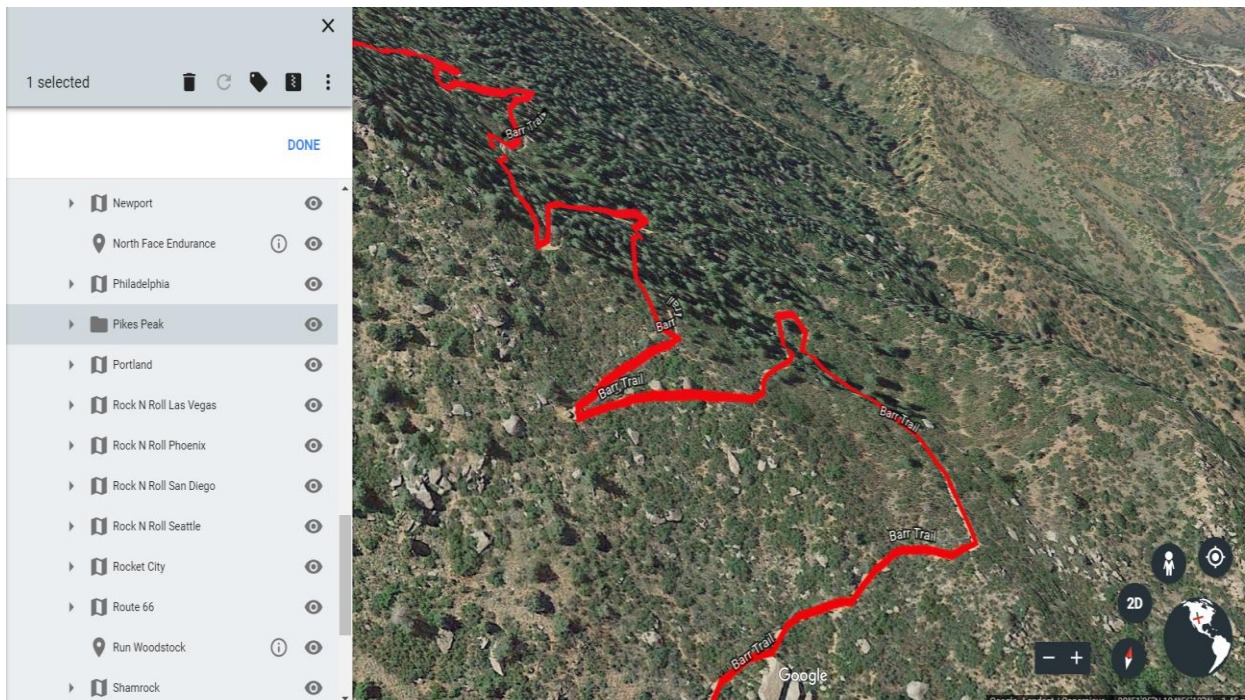 1 selected
DONE
Newport
North Face Endurance
Philadelphia
Pikes Peak
Portland
Rock N Roll Las Vegas
Rock N Roll Phoenix
Rock N Roll San Diego
Rock N Roll Seattle
Rocket City
Route 66
Run Woodstock
Shamrock
Barr Trail
Barr Trail
Barr Trail
Barr Trail
Barr Trail
Barr Trail
2D
Google